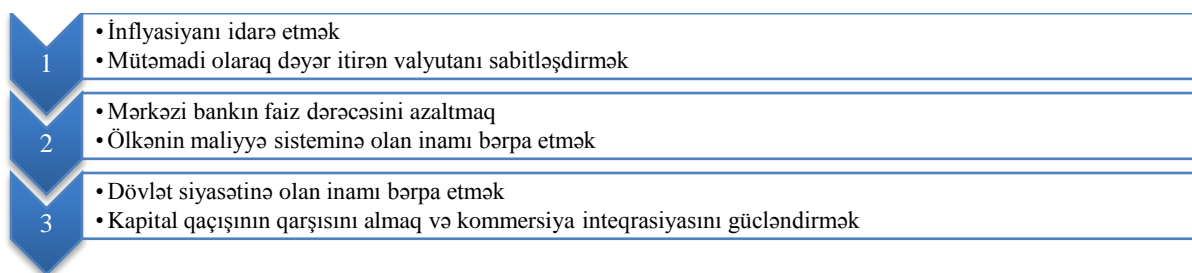 1
• İnflyasiyanı idarə etmək
• Mütəmadi olaraq dəyər itirən valyutanı sabitləşdirmək
2
• Mərkəzi bankın faiz dərəcəsini azaltmaq
• Ölkənin maliyyə sisteminə olan inamı bərpa etmək
3
• Dövlət siyasətinə olan inamı bərpa etmək
• Kapital qaçışının qarşısını almaq və kommersiya inteqrasiyasını gücləndirmək